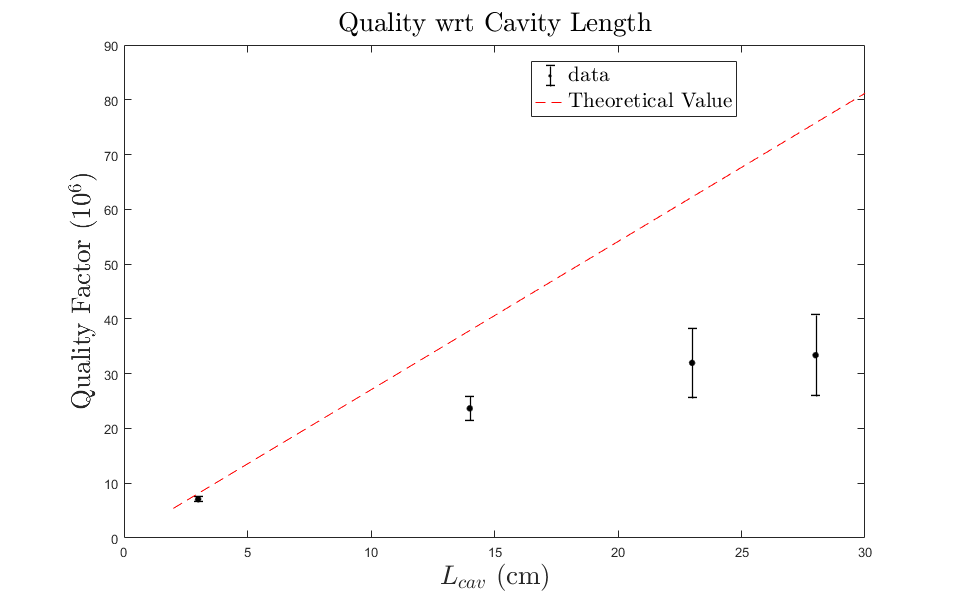 Quality wrt Cavity Length
data
Theoretical Value
Quality Factor (10⁶)
90
80
70
60
50
40
30
20
10
0
0 5 10 15 20 25 30
L_cav (cm)